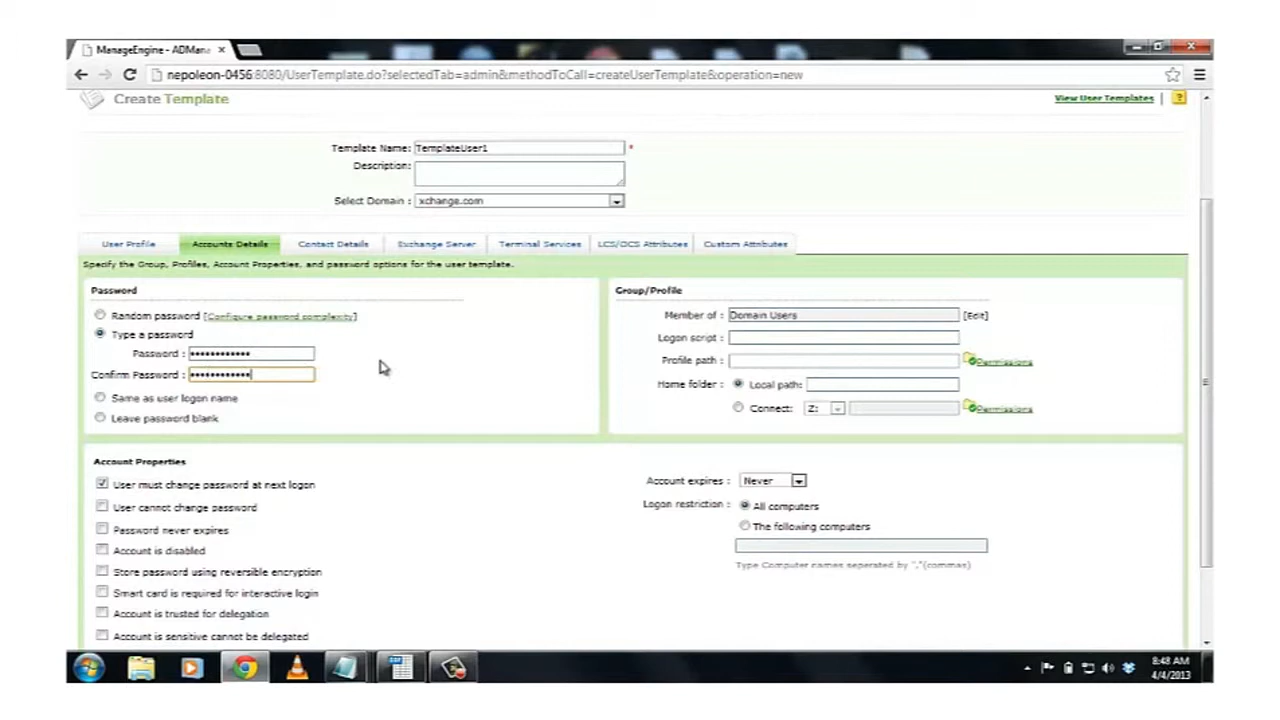 ManageEngine - ADMana
nepoleon-0456:8080/UserTemplate.do?selectedTab=admin&methodToCall=createUserTemplate&operation=new
Create Template
View User Templates
?
Template Name: TemplateUser1 *
Description:
Select Domain : xchange.com
User Profile Accounts Details Contact Details Exchange Server Terminal Services LCS/OCS Attributes Custom Attributes
Specify the Group, Profiles, Account Properties, and password options for the user template.
Password
Random password [Configure password complexity]
Type a password
Password : ••••••••••••
Confirm Password : ••••••••••••
Same as user logon name
Leave password blank
Group/Profile
Member of : Domain Users [Edit]
Logon script :
Profile path : Permissions
Home folder : Local path:
Connect: Z: Permissions
Account Properties
User must change password at next logon
User cannot change password
Password never expires
Account is disabled
Store password using reversible encryption
Smart card is required for interactive login
Account is trusted for delegation
Account is sensitive cannot be delegated
Account expires : Never
Logon restriction : All computers
The following computers
Type Computer names seperated by ","(commas)
8:48 AM
4/4/2013